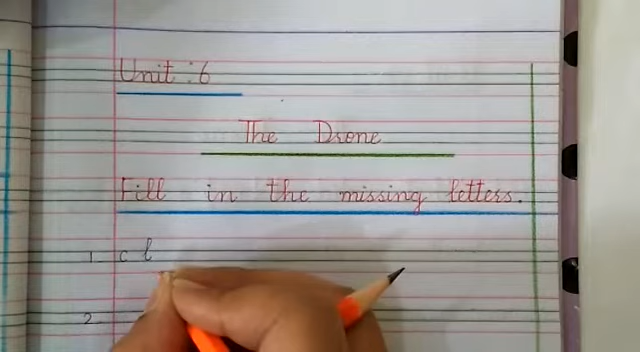 Unit : 6
The Drone
Fill in the missing letters.
1. c l
2.